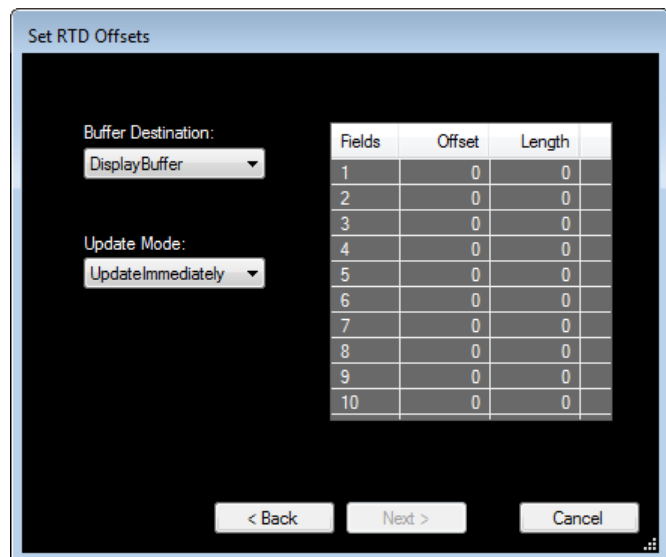 Set RTD Offsets
Buffer Destination:
DisplayBuffer
Update Mode:
UpdateImmediately
Fields Offset Length
1 0 0
2 0 0
3 0 0
4 0 0
5 0 0
6 0 0
7 0 0
8 0 0
9 0 0
10 0 0
< Back Next > Cancel